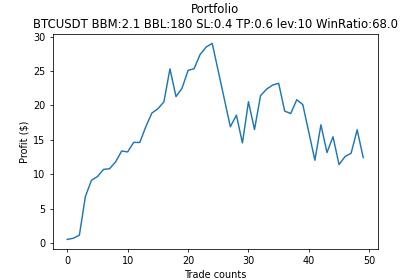 Portfolio
BTCUSDT BBM:2.1 BBL:180 SL:0.4 TP:0.6 lev:10 WinRatio:68.0
30
25
20
15
10
5
0
Profit ($)
0 10 20 30 40 50
Trade counts